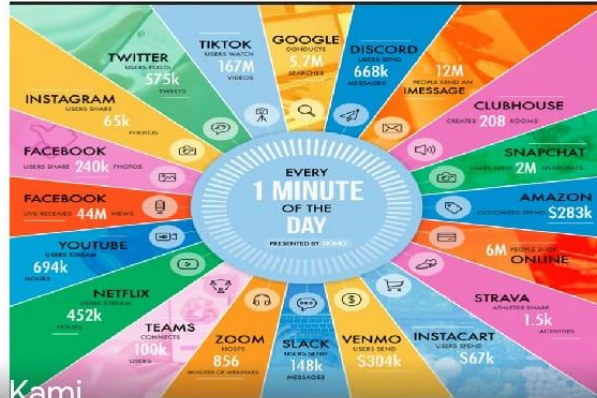 GOOGLE
CONDUCTS
5.7M
SEARCHES
DISCORD
USERS SEND
668k
MESSAGES
12M
PEOPLE SEND AN
IMESSAGE
CLUBHOUSE
CREATES 208 ROOMS
SNAPCHAT
USERS SEND 2M SNAPCHATS
AMAZON
CUSTOMERS SPEND $283k
6M PEOPLE SHOP
ONLINE
STRAVA
ATHLETES SHARE
1.5k
ACTIVITIES
INSTACART
USERS SPEND
$67k
VENMO
USERS SEND
$304k
SLACK
USERS SEND
148k
MESSAGES
ZOOM
HOSTS
856
MINUTES OF WEBINARS
TEAMS
CONNECTS
100k
USERS
NETFLIX
USERS STREAM
452k
HOURS
YOUTUBE
USERS STREAM
694k
HOURS
FACEBOOK
LIVE RECEIVES 44M VIEWS
FACEBOOK
USERS SHARE 240k PHOTOS
INSTAGRAM
USERS SHARE
65k
PHOTOS
TWITTER
USERS POSTS
575k
TWEETS
TIKTOK
USERS WATCH
167M
VIDEOS
EVERY
1 MINUTE
OF THE
DAY
PRESENTED BY DOMO
Kami